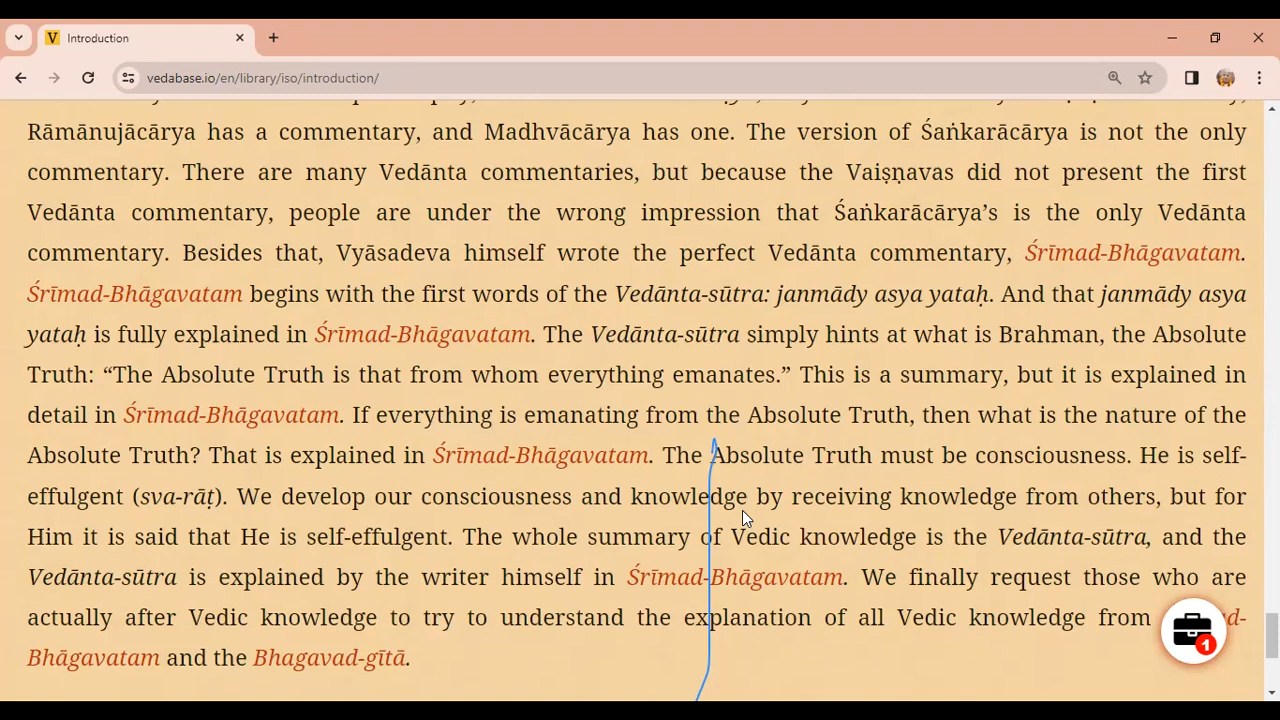 Introduction
vedabase.io/en/library/iso/introduction/
Rāmānujācārya has a commentary, and Madhvācārya has one. The version of Śaṅkarācārya is not the only
commentary. There are many Vedānta commentaries, but because the Vaiṣṇavas did not present the first
Vedānta commentary, people are under the wrong impression that Śaṅkarācārya’s is the only Vedānta
commentary. Besides that, Vyāsadeva himself wrote the perfect Vedānta commentary, Śrīmad-Bhāgavatam.
Śrīmad-Bhāgavatam begins with the first words of the Vedānta-sūtra: janmādy asya yataḥ. And that janmādy asya
yataḥ is fully explained in Śrīmad-Bhāgavatam. The Vedānta-sūtra simply hints at what is Brahman, the Absolute
Truth: “The Absolute Truth is that from whom everything emanates.” This is a summary, but it is explained in
detail in Śrīmad-Bhāgavatam. If everything is emanating from the Absolute Truth, then what is the nature of the
Absolute Truth? That is explained in Śrīmad-Bhāgavatam. The Absolute Truth must be consciousness. He is self-
effulgent (sva-rāṭ). We develop our consciousness and knowledge by receiving knowledge from others, but for
Him it is said that He is self-effulgent. The whole summary of Vedic knowledge is the Vedānta-sūtra, and the
Vedānta-sūtra is explained by the writer himself in Śrīmad-Bhāgavatam. We finally request those who are
actually after Vedic knowledge to try to understand the explanation of all Vedic knowledge from
Bhāgavatam and the Bhagavad-gītā.
1